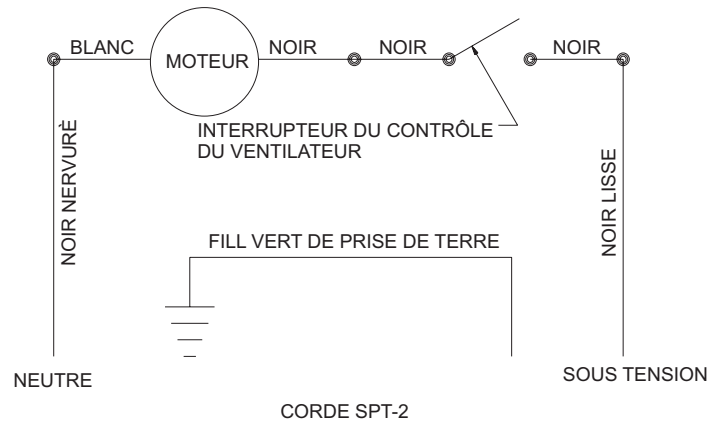 BLANC
MOTEUR
NOIR
NOIR
NOIR
INTERRUPTEUR DU CONTRÔLE
DU VENTILATEUR
NOIR NERVURÈ
NOIR LISSE
FILL VERT DE PRISE DE TERRE
NEUTRE
SOUS TENSION
CORDE SPT-2